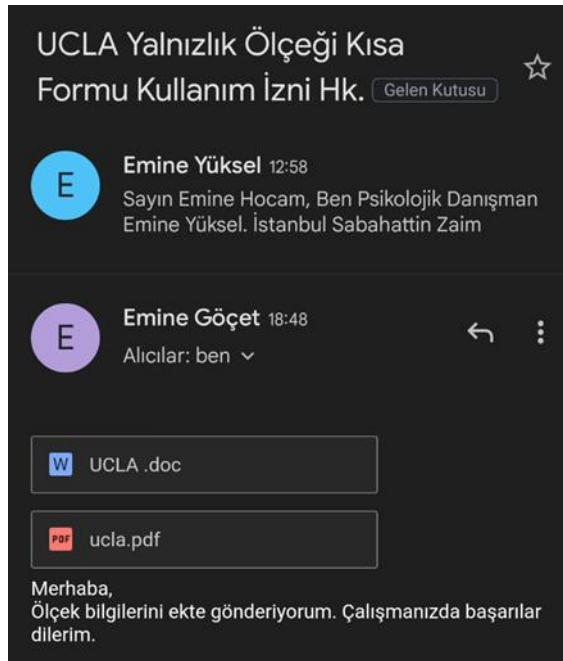 UCLA Yalnızlık Ölçeği Kısa
Formu Kullanım İzni Hk. Gelen Kutusu
E
Emine Yüksel 12:58
Sayın Emine Hocam, Ben Psikolojik Danışman
Emine Yüksel. İstanbul Sabahattin Zaim
E
Emine Göçet 18:48
Alıcılar: ben
W UCLA .doc
PDF ucla.pdf
Merhaba,
Ölçek bilgilerini ekte gönderiyorum. Çalışmanızda başarılar
dilerim.